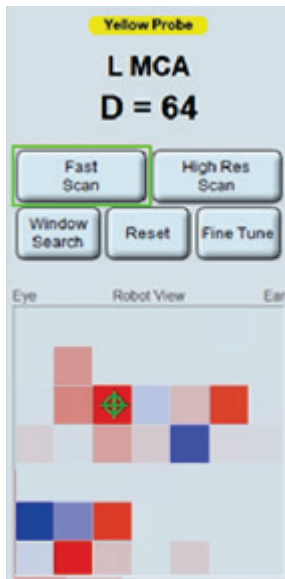 Yellow Probe
L MCA
D = 64
Fast
Scan
High Res
Scan
Window
Search
Reset
Fine Tune
Eye Robot View Ear